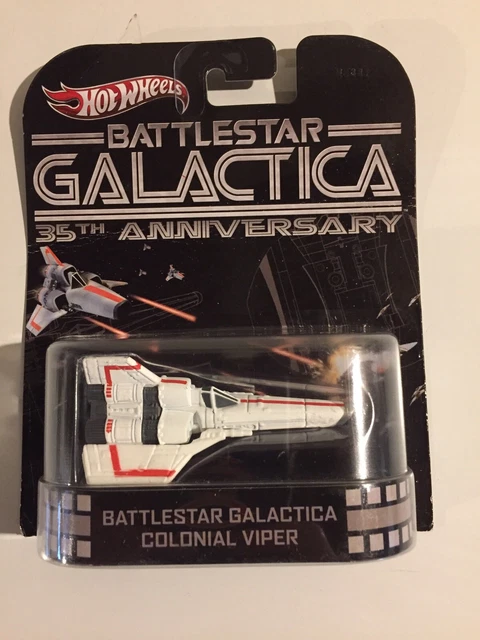 HOT WHEELS
BATTLESTAR
GALACTICA
35TH ANNIVERSARY
BATTLESTAR GALACTICA
COLONIAL VIPER